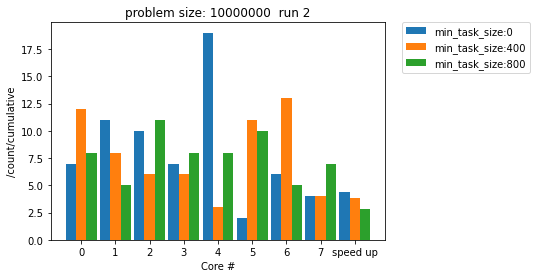 problem size: 10000000  run 2
min_task_size:0
min_task_size:400
min_task_size:800
/count/cumulative
17.5
15.0
12.5
10.0
7.5
5.0
2.5
0.0
0 1 2 3 4 5 6 7 speed up
Core #